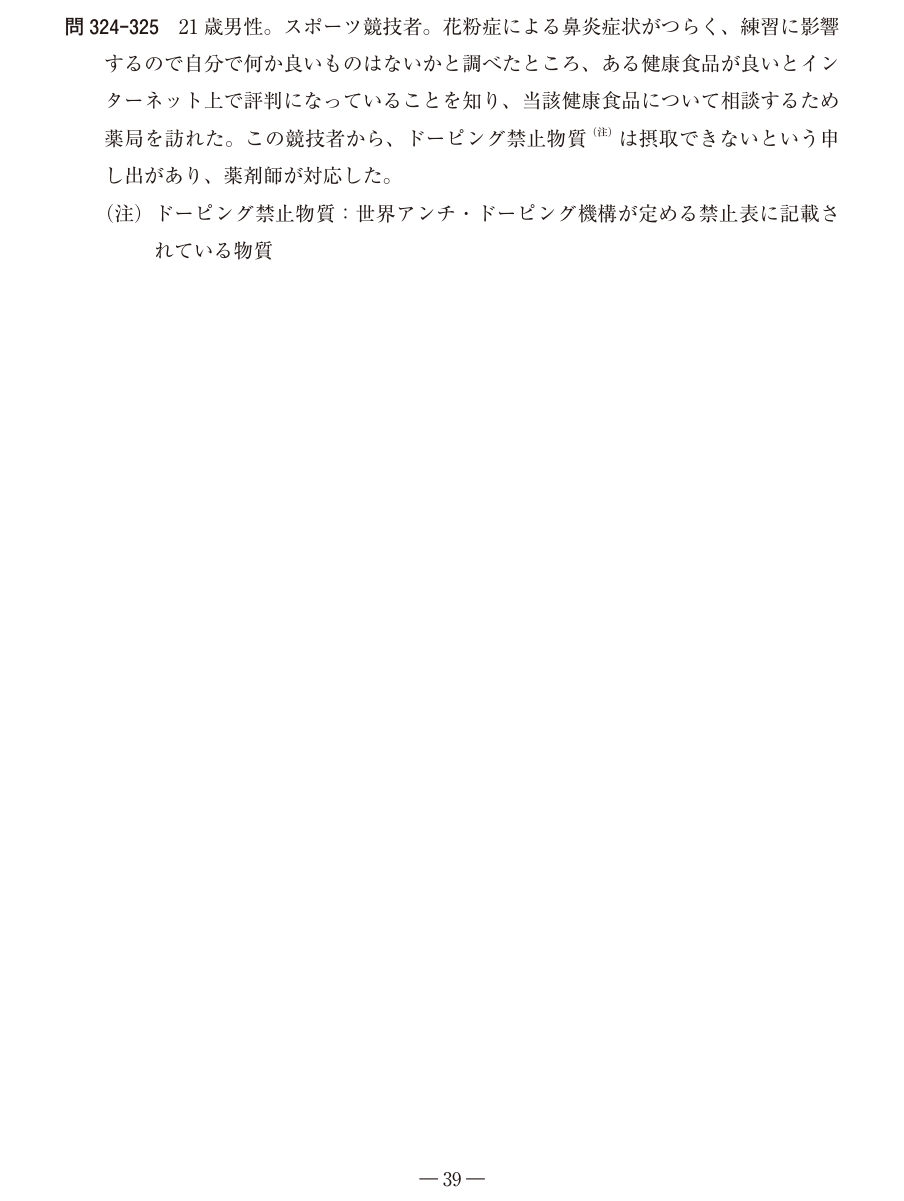 問 324-325 21 歳男性。スポーツ競技者。花粉症による鼻炎症状がつらく、練習に影響
するので自分で何か良いものはないかと調べたところ、ある健康食品が良いとイン
ターネット上で評判になっていることを知り、当該健康食品について相談するため
薬局を訪れた。この競技者から、ドーピング禁止物質（注）は摂取できないという申
し出があり、薬剤師が対応した。
（注）ドーピング禁止物質：世界アンチ・ドーピング機構が定める禁止表に記載さ
れている物質
— 39 —